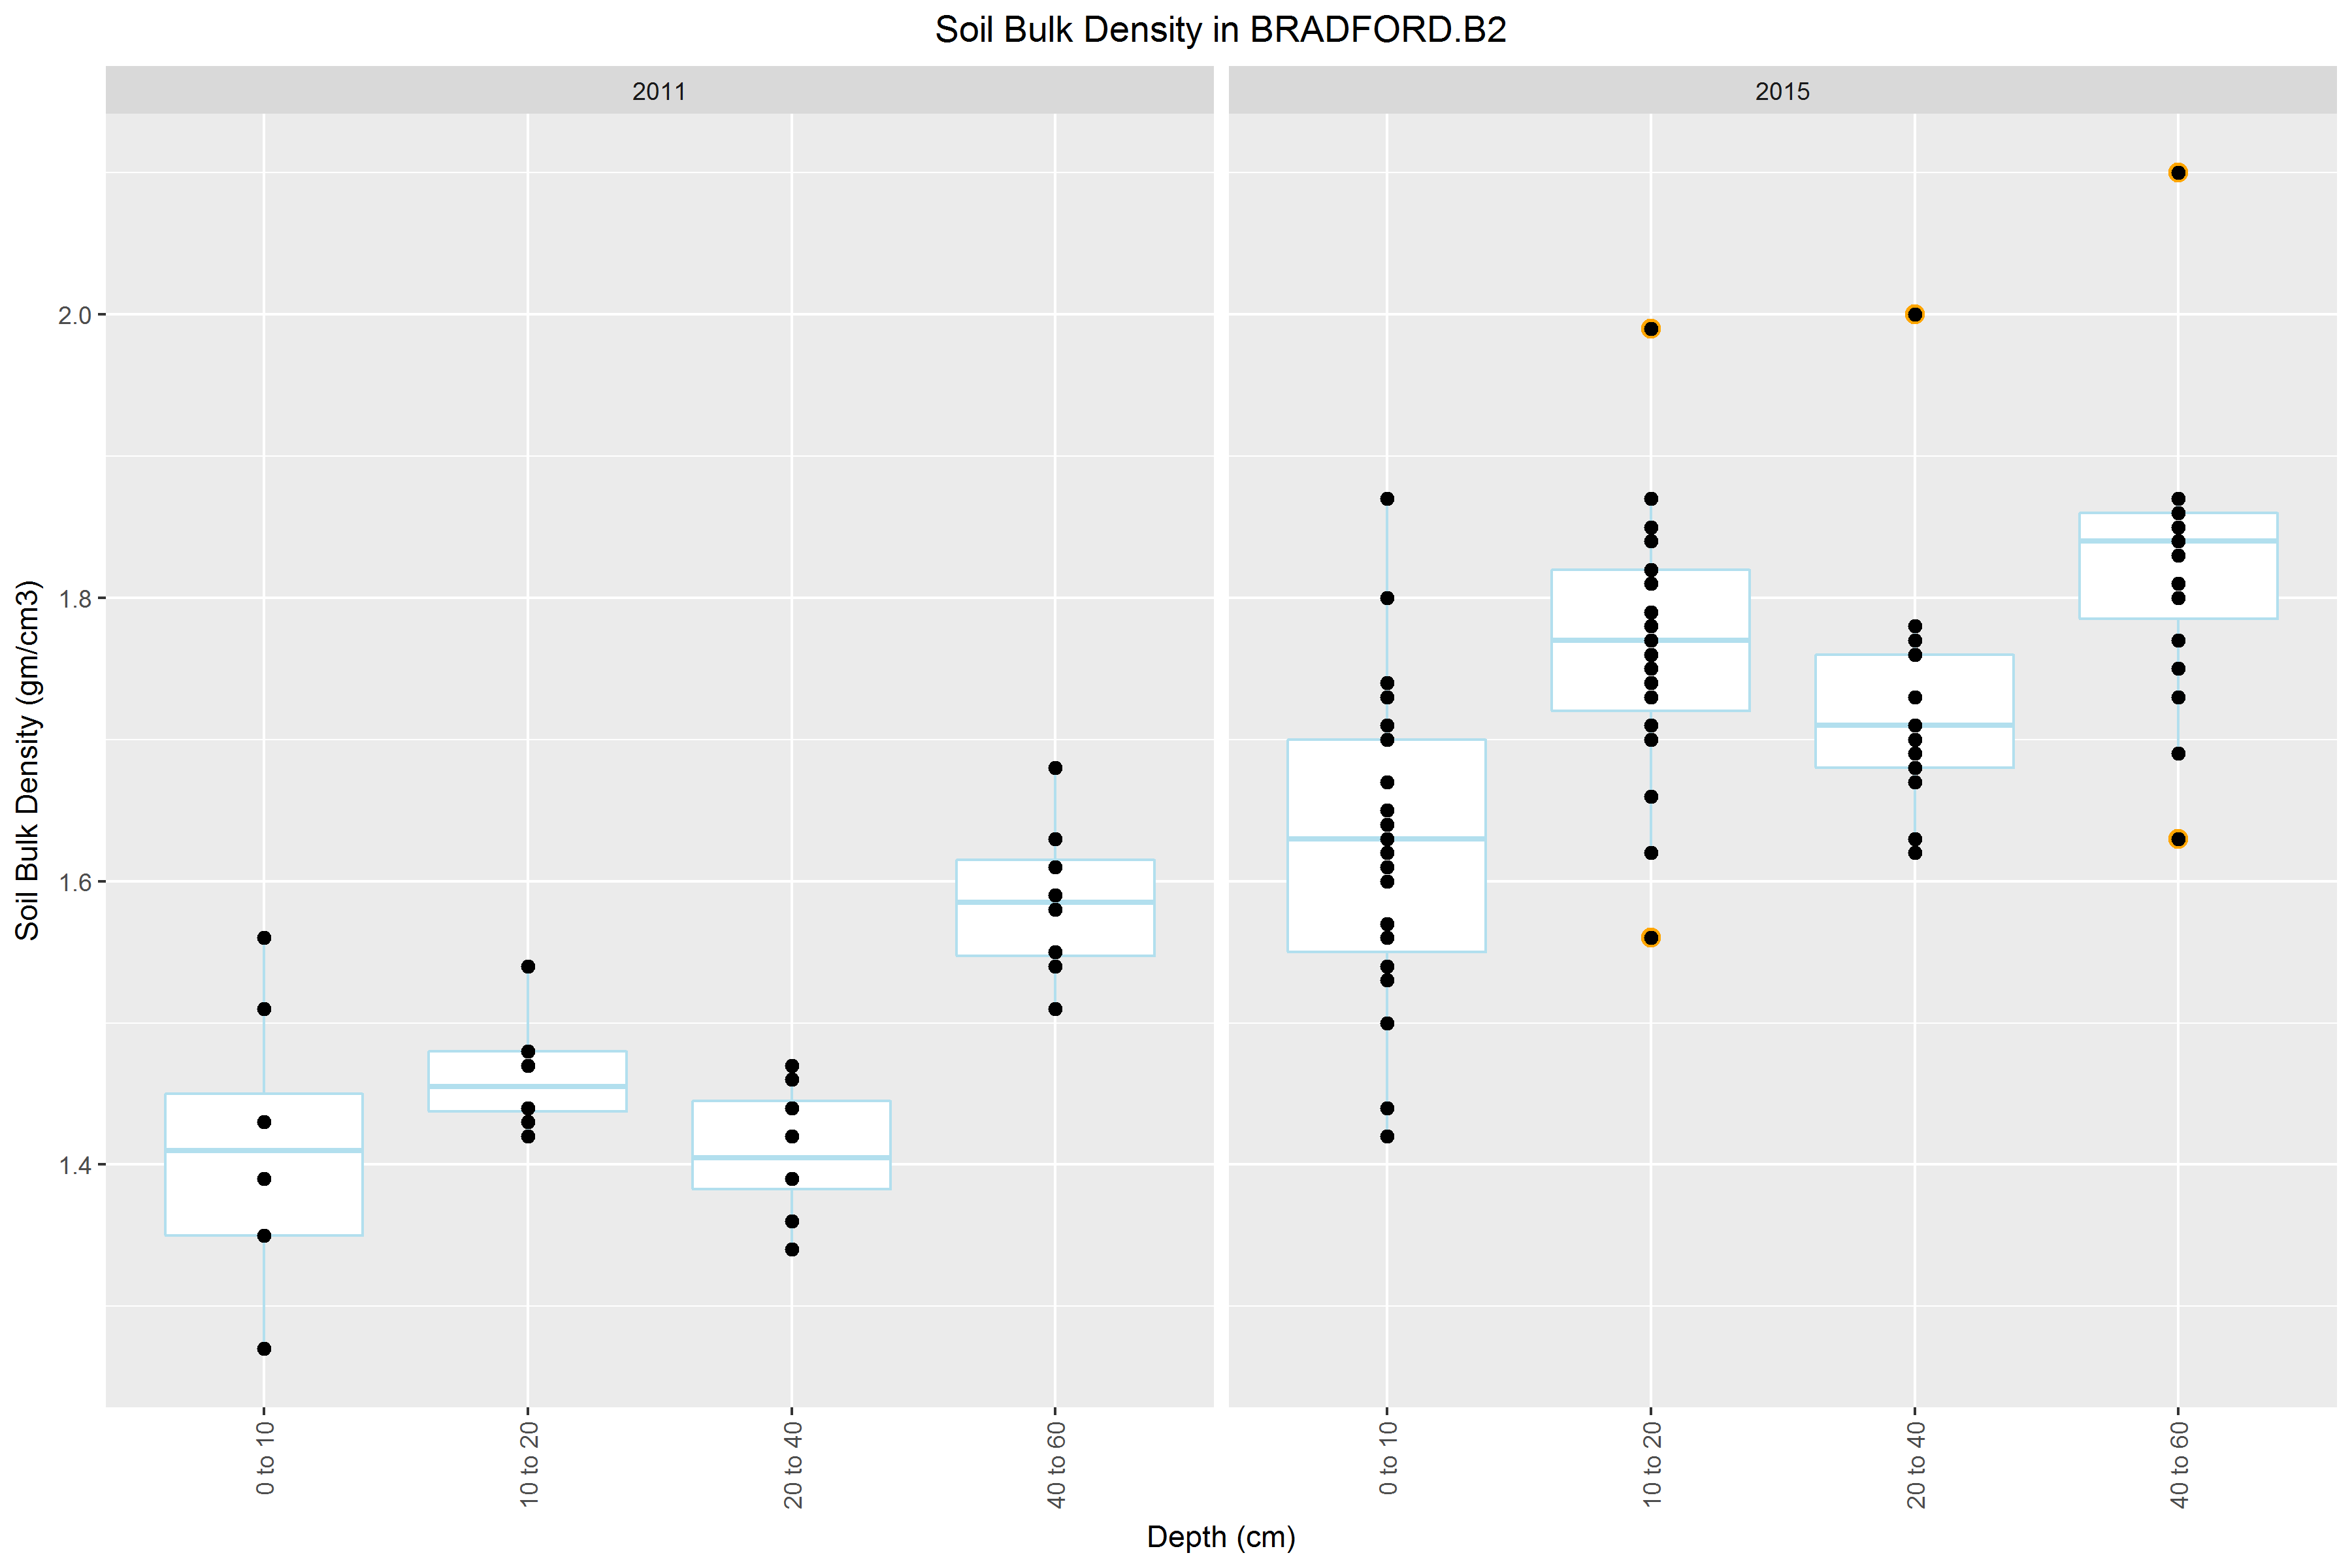 Soil Bulk Density in BRADFORD.B2
2011
2015
Soil Bulk Density (gm/cm3)
2.0
1.8
1.6
1.4
0 to 10
10 to 20
20 to 40
40 to 60
0 to 10
10 to 20
20 to 40
40 to 60
Depth (cm)